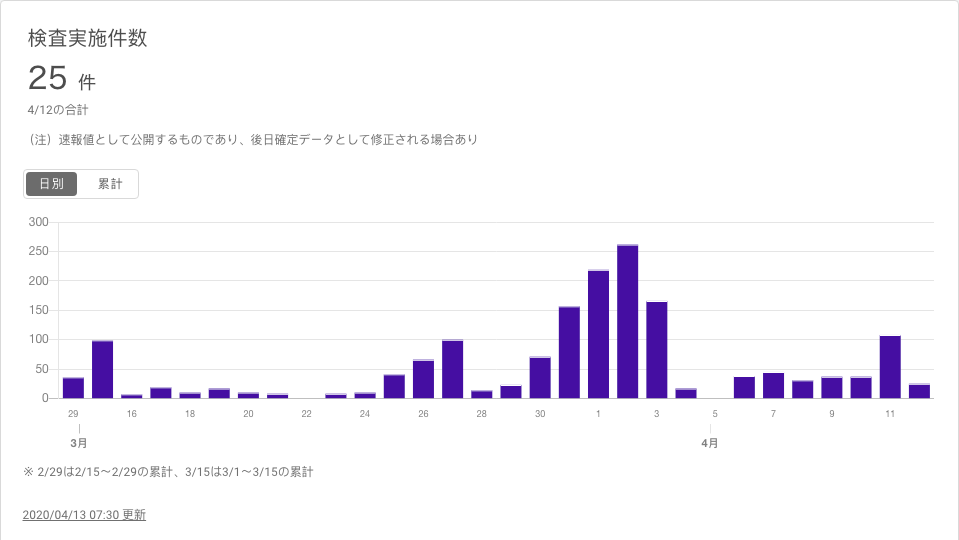 検査実施件数
25 件
4/12の合計
（注）速報値として公開するものであり、後日確定データとして修正される場合あり
日別 累計
300
250
200
150
100
50
0
29 16 18 20 22 24 26 28 30 1 3 5 7 9 11
3月 4月
※ 2/29は2/15〜2/29の累計、3/15は3/1〜3/15の累計
2020/04/13 07:30 更新